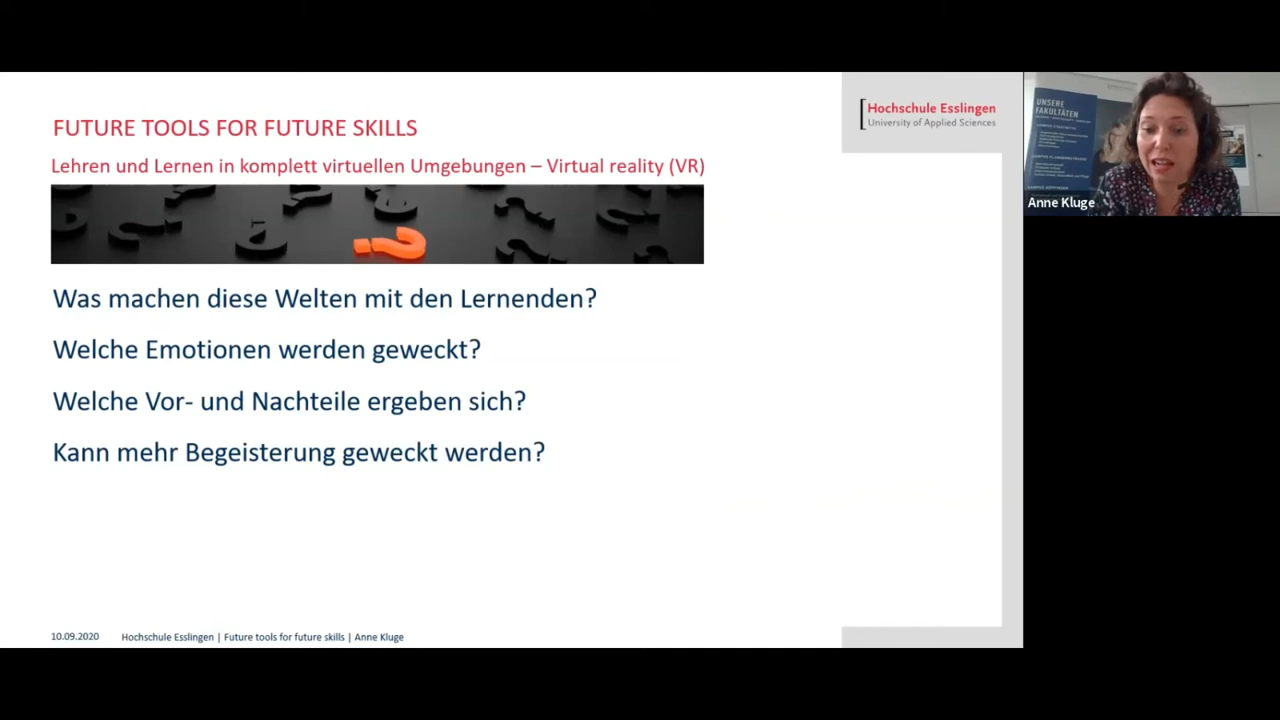 FUTURE TOOLS FOR FUTURE SKILLS
Lehren und Lernen in komplett virtuellen Umgebungen – Virtual reality (VR)
Was machen diese Welten mit den Lernenden?
Welche Emotionen werden geweckt?
Welche Vor- und Nachteile ergeben sich?
Kann mehr Begeisterung geweckt werden?
10.09.2020 Hochschule Esslingen | Future tools for future skills | Anne Kluge
Hochschule Esslingen
University of Applied Sciences
UNSERE
FAKULTÄTEN
Anne Kluge